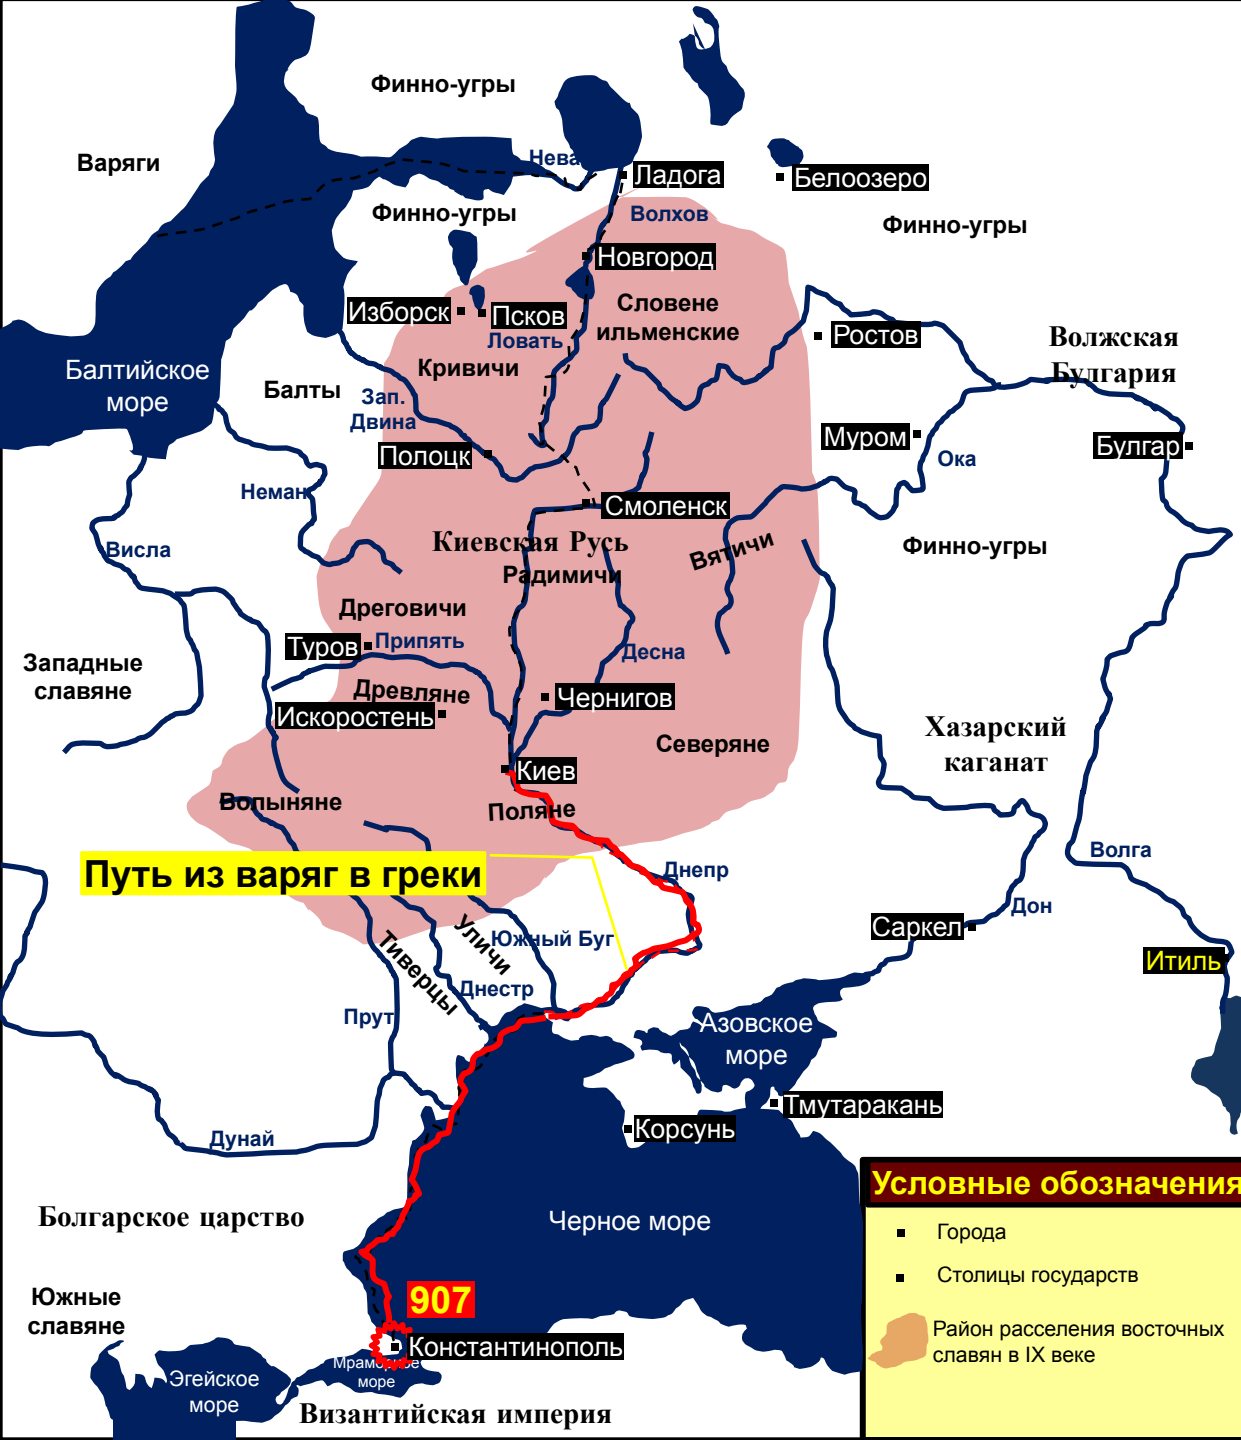 Финно-угры
Варяги
Нева
Ладога
Белоозеро
Финно-угры
Волхов
Финно-угры
Новгород
Словене
ильменские
Изборск
Псков
Ловать
Ростов
Волжская
Булгария
Балтийское
море
Балты
Кривичи
Зап.
Двина
Муром
Булгар
Полоцк
Ока
Неман
Смоленск
Висла
Киевская Русь
Вятичи
Финно-угры
Радимичи
Дреговичи
Туров
Припять
Десна
Западные
славяне
Древляне
Чернигов
Искоростень
Северяне
Хазарский
каганат
Киев
Волыняне
Поляне
Путь из варяг в греки
Днепр
Волга
Дон
Саркел
Уличи
Южный Буг
Тиверцы
Итиль
Днестр
Прут
Азовское
море
Тмутаракань
Корсунь
Дунай
Условные обозначения
Болгарское царство
Черное море
Города
Столицы государств
907
Южные
славяне
Район расселения восточных
славян в IX веке
Константинополь
Мраморное
море
Эгейское
море
Византийская империя